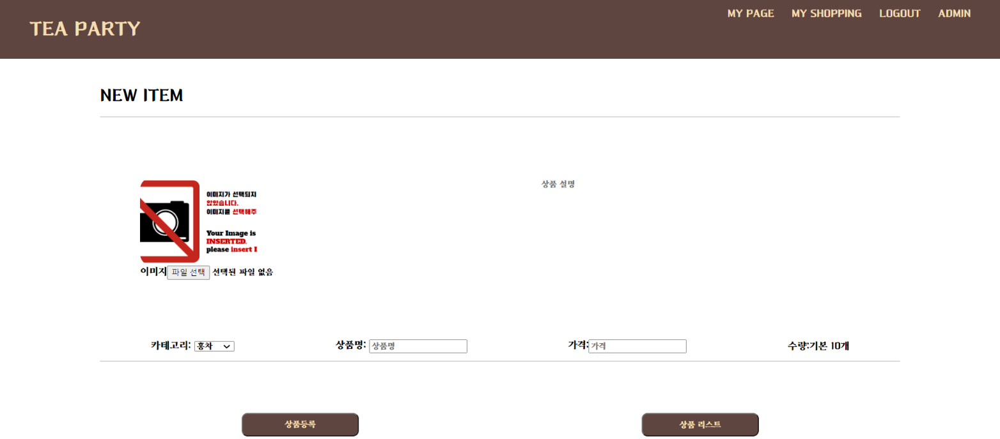 TEA PARTY
MY PAGE MY SHOPPING LOGOUT ADMIN
NEW ITEM
이미지가 선택되지
않았습니다.
이미지를 선택해주
Your Image is
INSERTED.
please insert I
상품 설명
이미지 파일 선택 선택된 파일 없음
카테고리: 홍차 상품명: 상품명 가격: 가격 수량:기본 10개
상품등록 상품 리스트